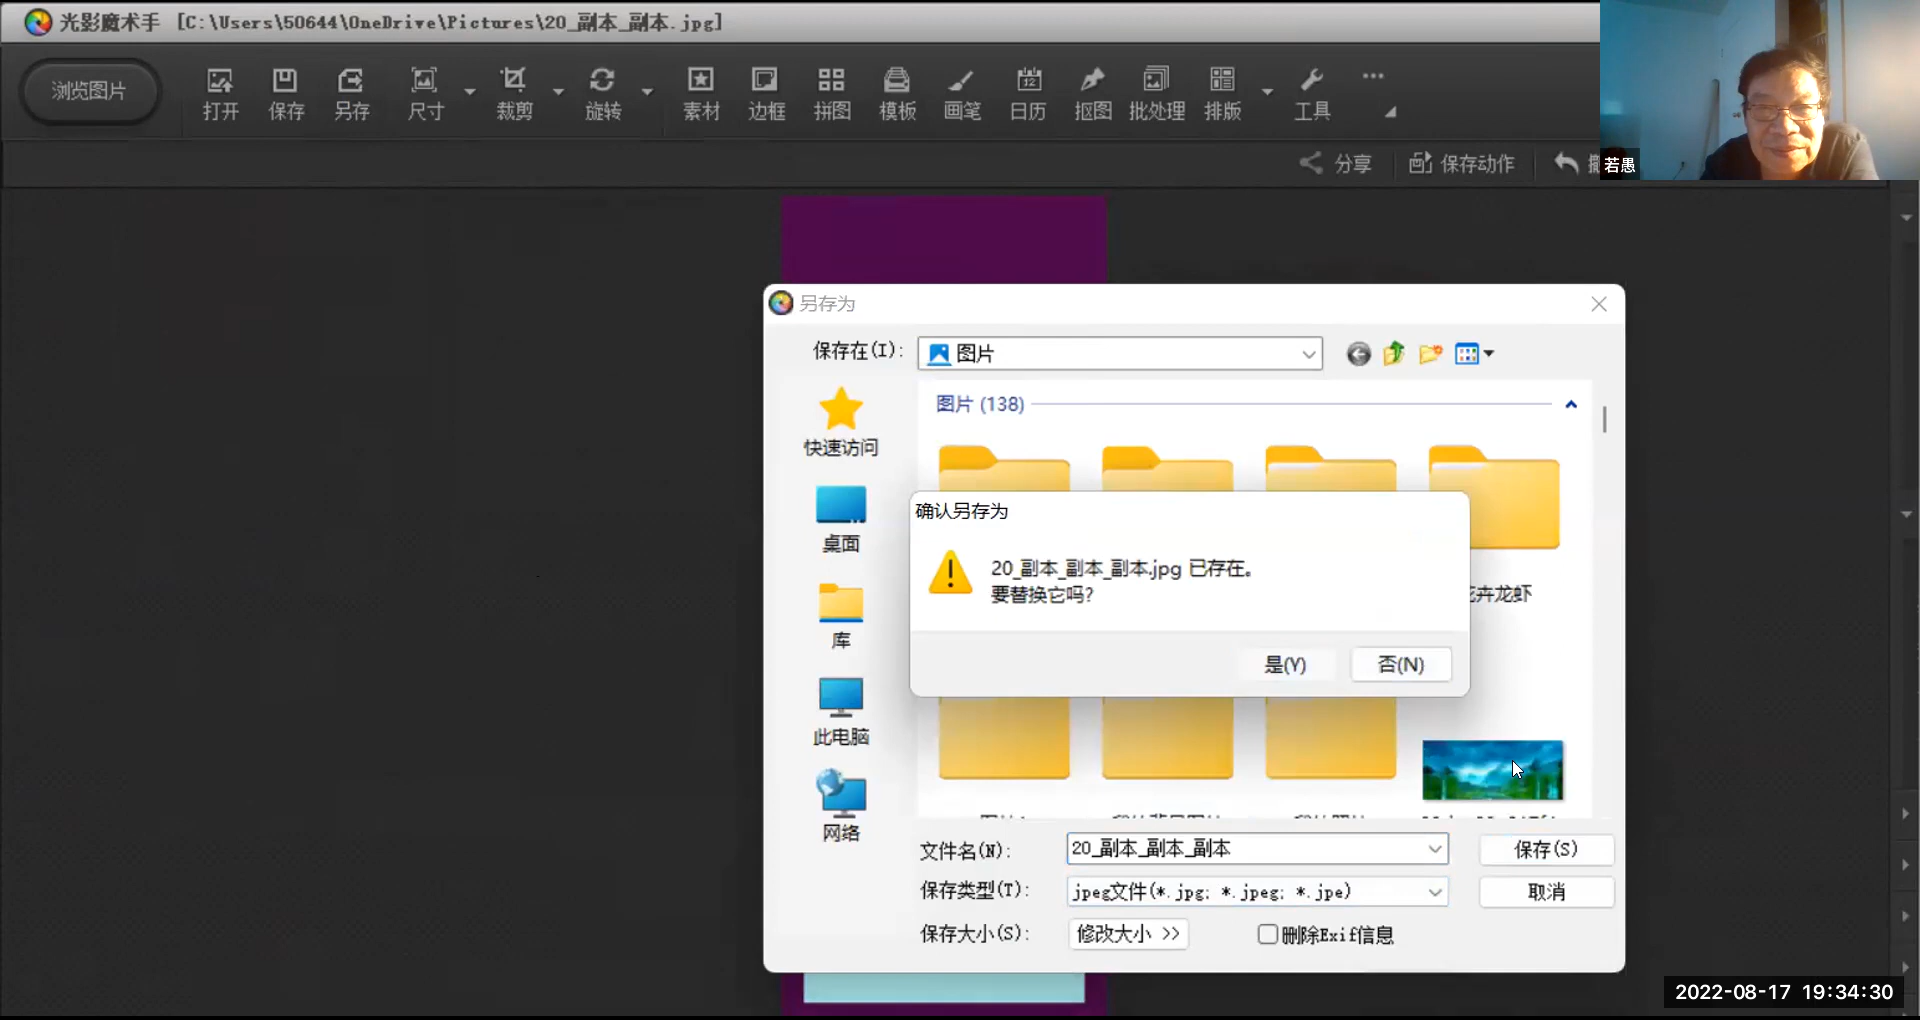 光影魔术手 [C:\Users\50644\OneDrive\Pictures\20_副本_副本.jpg]
浏览图片
打开
保存
另存
尺寸
裁剪
旋转
素材
边框
拼图
模板
画笔
日历
抠图
批处理
排版
工具
分享
保存动作
若愚
另存为
保存在(I):
图片
图片 (138)
快速访问
桌面
库
此电脑
网络
确认另存为
20_副本_副本_副本.jpg 已存在。
要替换它吗?
是(Y)
否(N)
花卉龙虾
文件名(N):
20_副本_副本_副本
保存(S)
保存类型(T):
jpeg文件(*.jpg; *.jpeg; *.jpe)
取消
保存大小(S):
修改大小 >>
删除Exif信息
2022-08-17 19:34:30